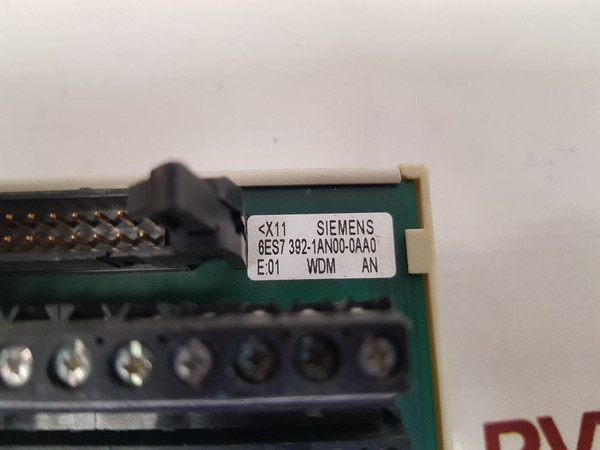 <X11 SIEMENS
6ES7 392-1AN00-0AA0
E:01 WDM AN